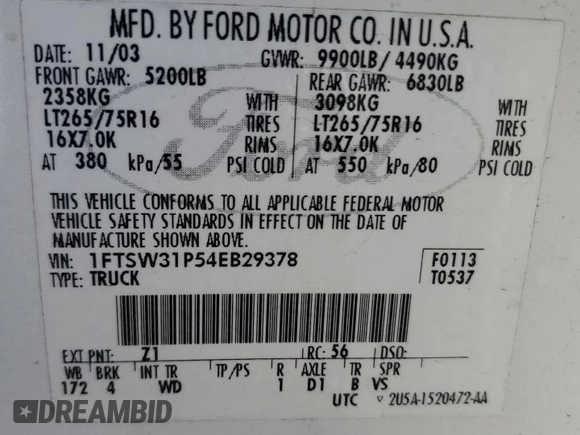 MFD. BY FORD MOTOR CO. IN U.S.A.
DATE: 11/03 GVWR: 9900LB/ 4490KG
FRONT GAWR: 5200LB REAR GAWR: 6830LB
2358KG WITH 3098KG WITH
LT265/75R16 TIRES LT265/75R16 TIRES
16X7.0K RIMS 16X7.0K RIMS
AT 380 kPa/55 PSI COLD AT 550 kPa/80 PSI COLD
THIS VEHICLE CONFORMS TO ALL APPLICABLE FEDERAL MOTOR
VEHICLE SAFETY STANDARDS IN EFFECT ON THE DATE OF
MANUFACTURE SHOWN ABOVE.
VIN: 1FTSW31P54EB29378 F0113
TYPE: TRUCK T0537
EXT PNT: Z1 RC: 56 DSO:
WB BRK INT TR TP/PS R AXLE TR SPR
172 4 WD 1 D1 B VS
UTC ▽ 2U5A-1520472-AA
Ford
DREAMBID